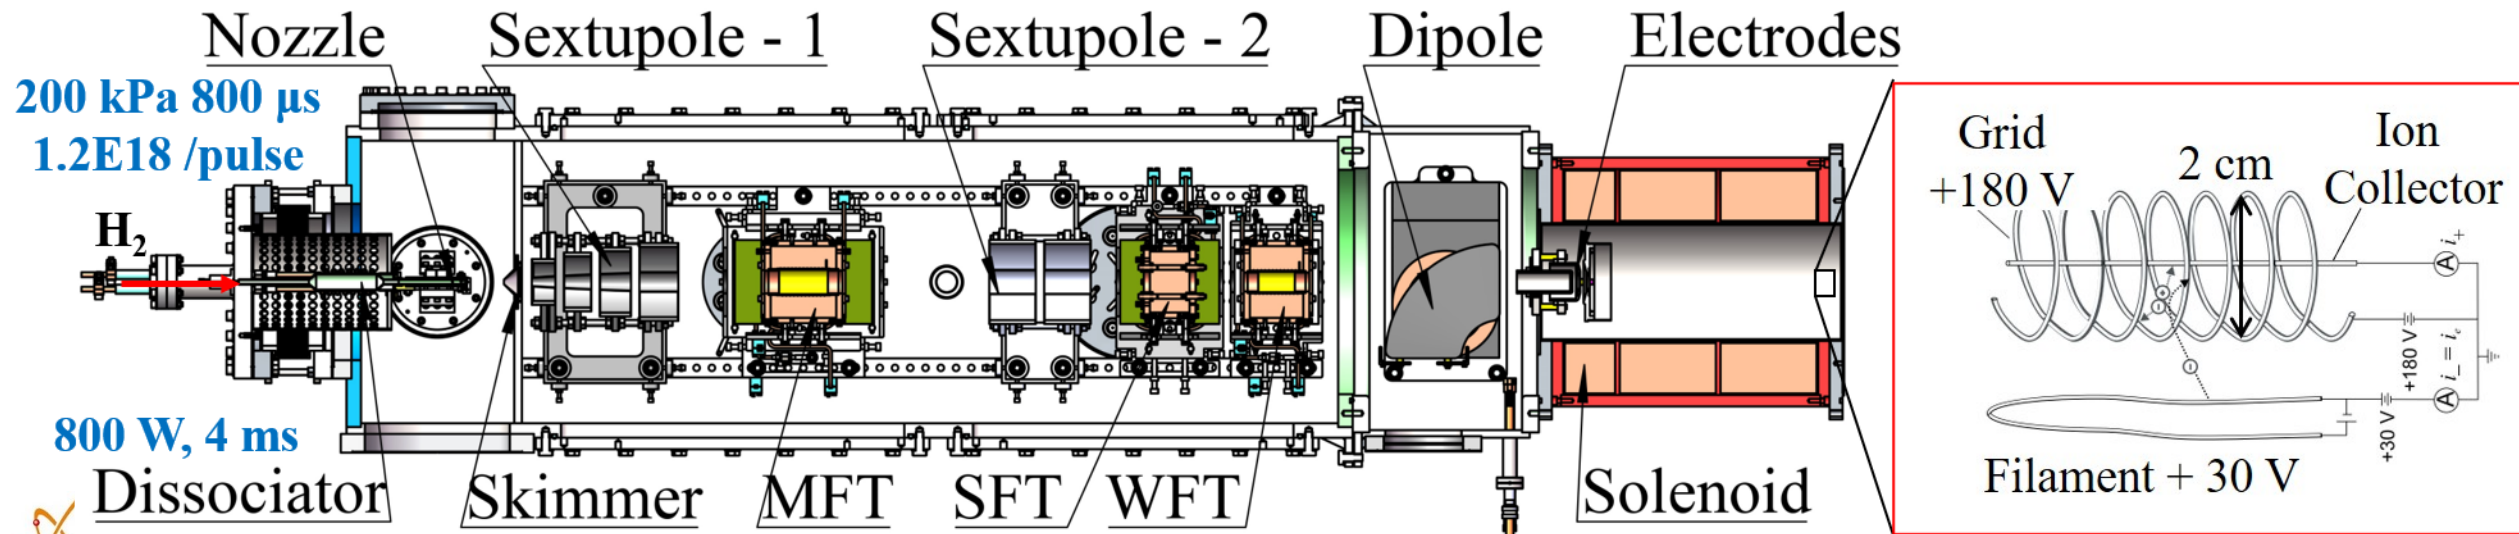 Nozzle
Sextupole - 1
Sextupole - 2
Dipole
Electrodes
200 kPa 800 μs
1.2E18 /pulse
H₂
800 W, 4 ms
Dissociator
Skimmer
MFT
SFT
WFT
Solenoid
Grid
+180 V
2 cm
Ion
Collector
A
i₊
+180 V
i₋ = iₑ
A
+30 V
Filament + 30 V